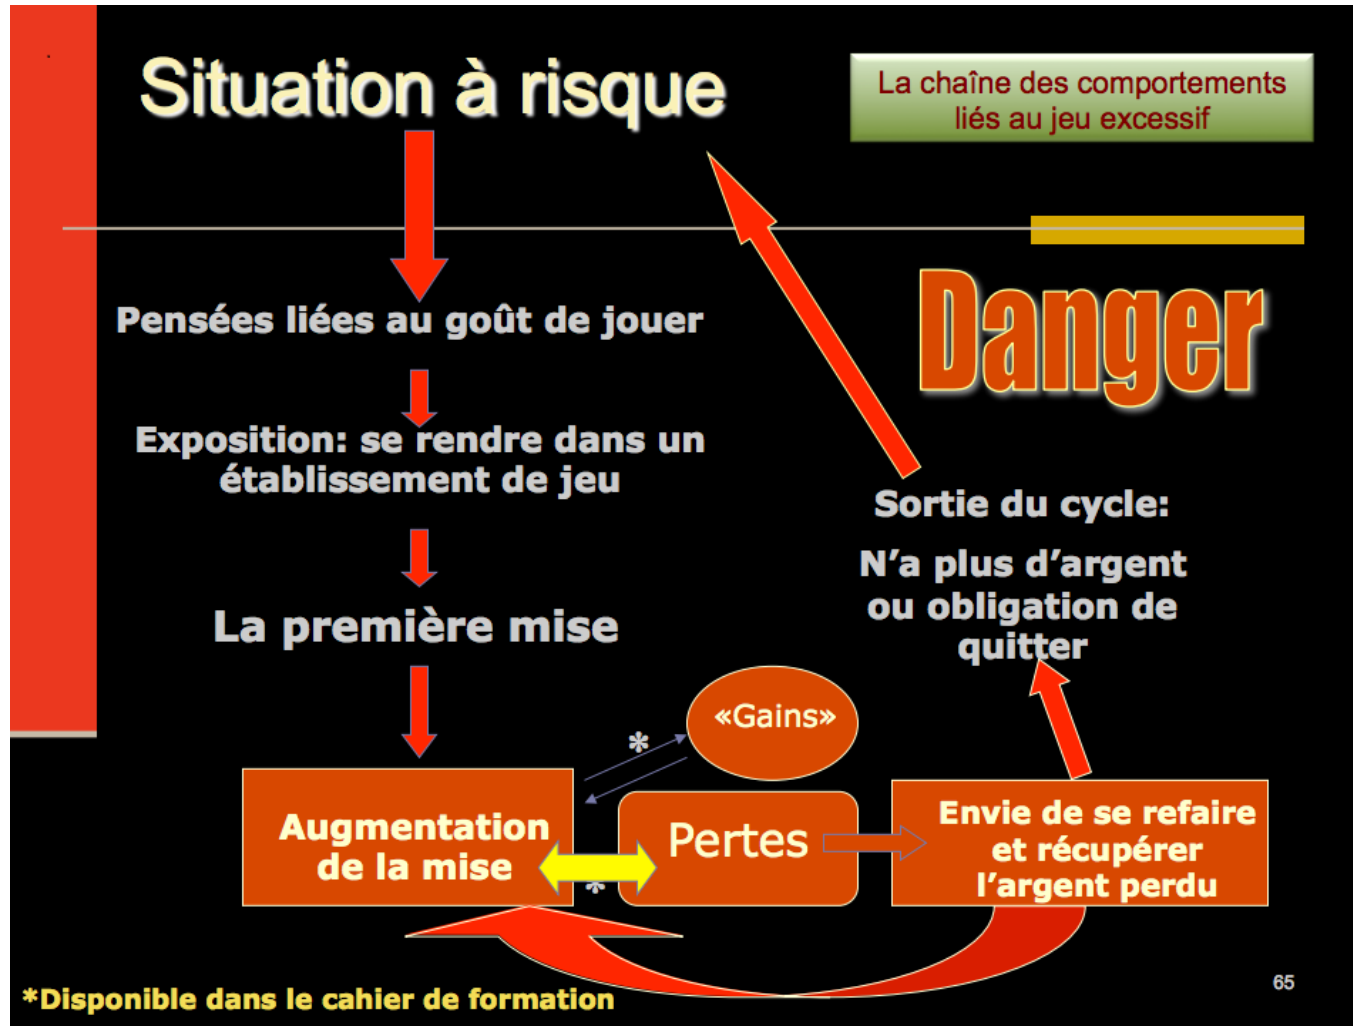 Situation à risque
La chaîne des comportements
liés au jeu excessif
Danger
Pensées liées au goût de jouer
Exposition: se rendre dans un
établissement de jeu
La première mise
Sortie du cycle:
N’a plus d’argent
ou obligation de
quitter
*
«Gains»
Augmentation
de la mise
*
Pertes
Envie de se refaire
et récupérer
l’argent perdu
*Disponible dans le cahier de formation
65